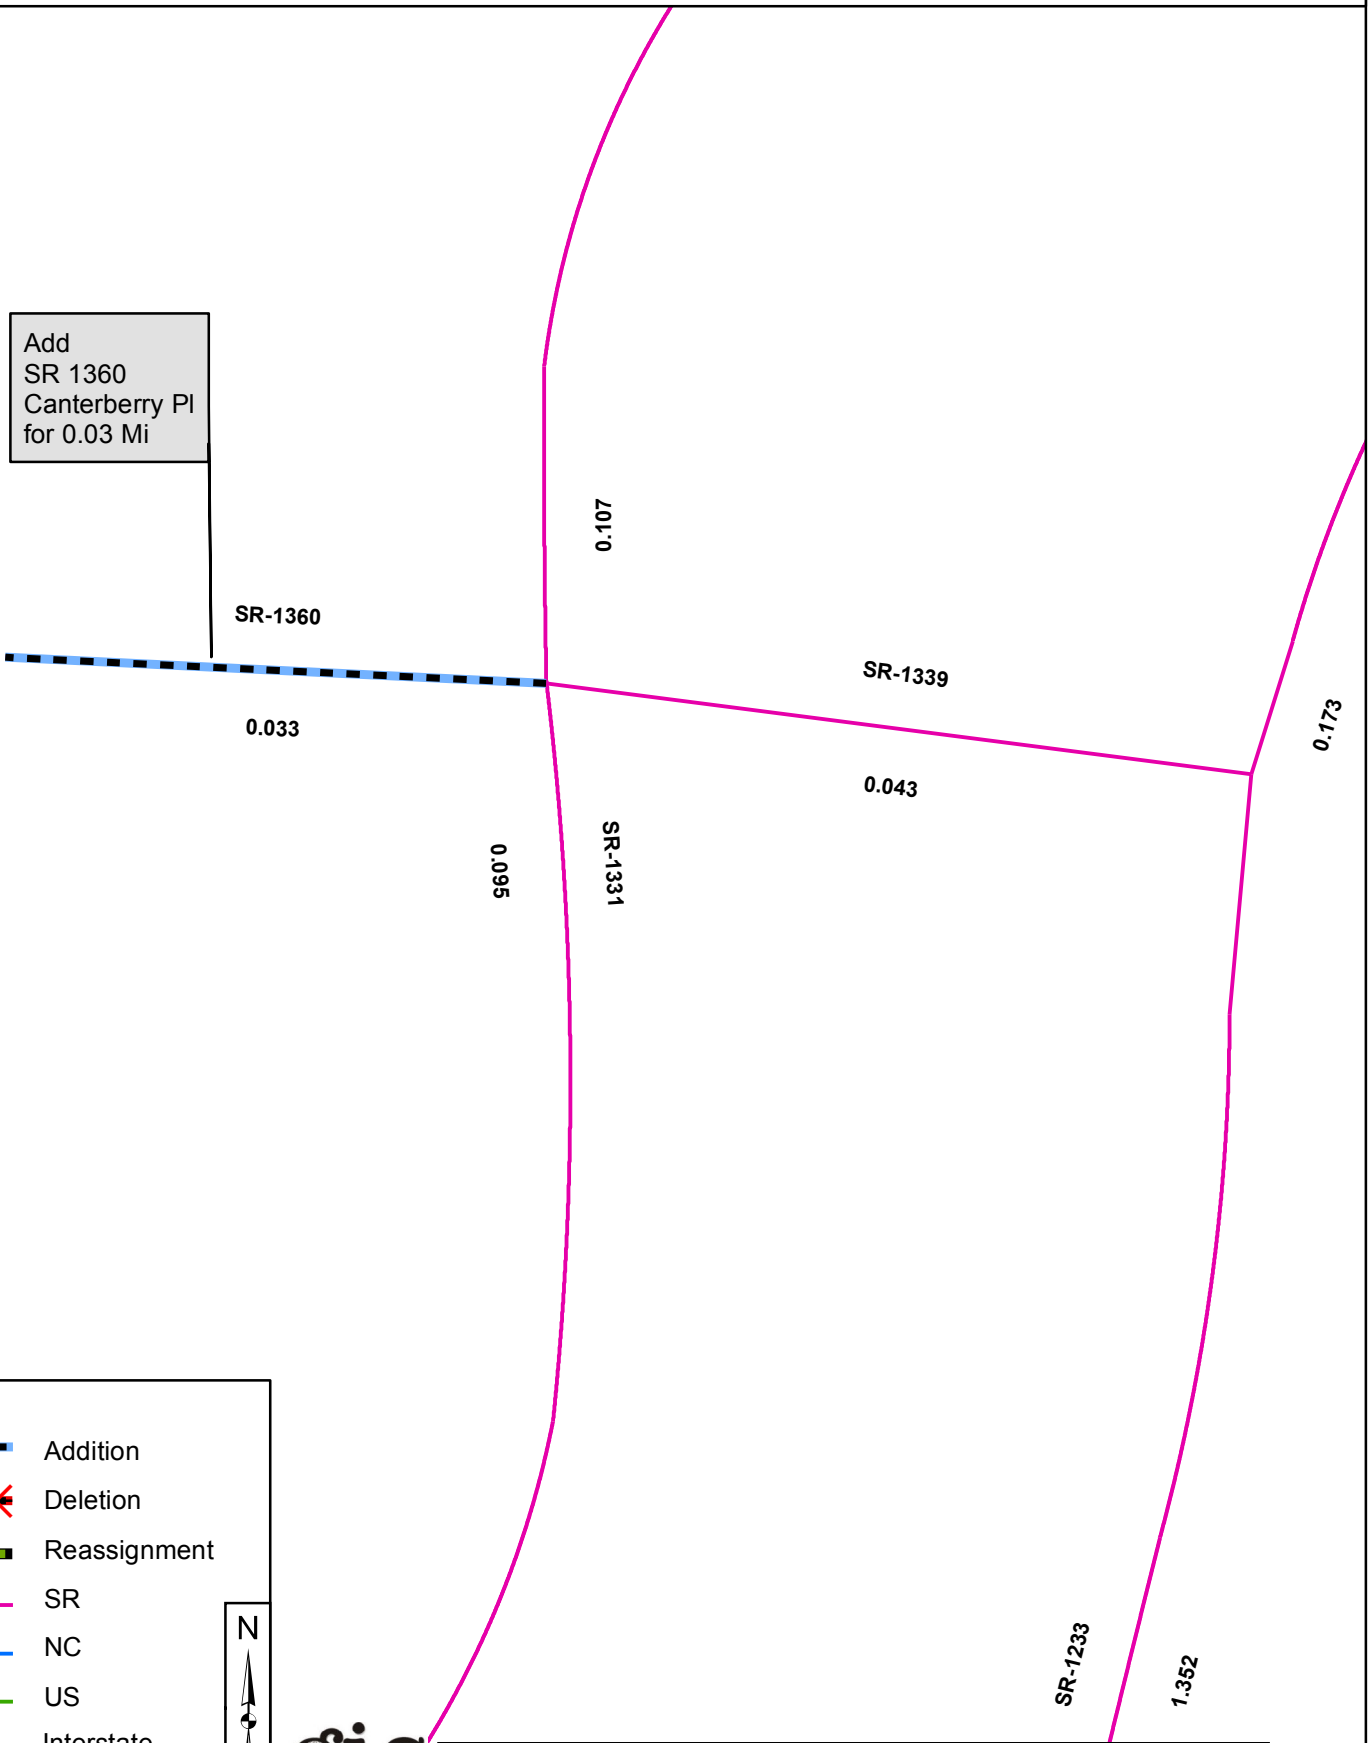 Add
SR 1360
Canterberry Pl
for 0.03 Mi
0.107
SR-1360
SR-1339
0.173
0.033
0.043
0.095
SR-1331
Addition
Deletion
Reassignment
SR
NC
US
Interstate
N
SR-1233
1.352